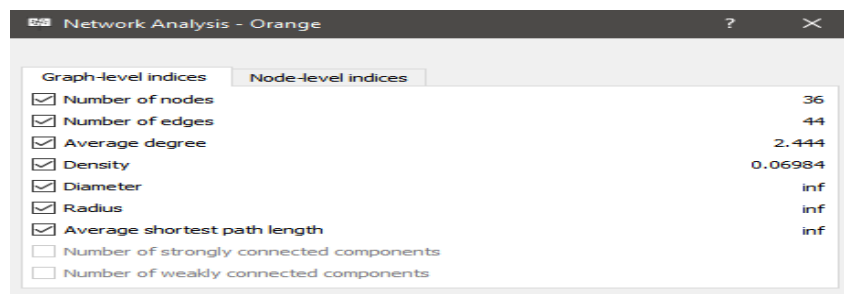 Network Analysis - Orange ? ×
Graph-level indices Node-level indices
Number of nodes 36
Number of edges 44
Average degree 2.444
Density 0.06984
Diameter inf
Radius inf
Average shortest path length inf
Number of strongly connected components
Number of weakly connected components